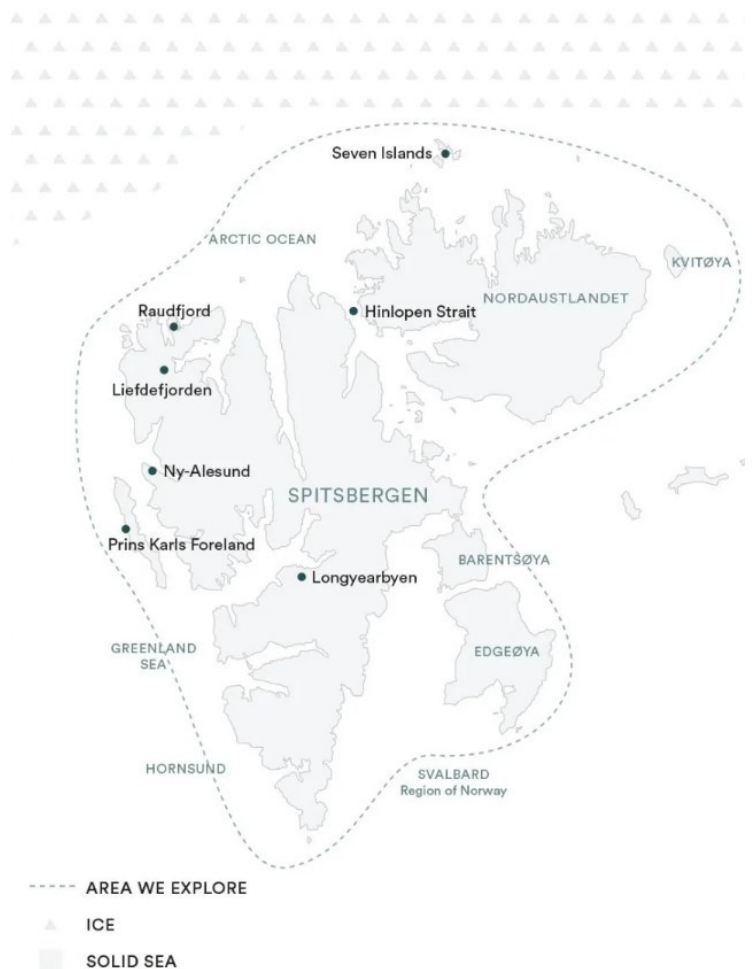 Seven Islands
ARCTIC OCEAN
KVITØYA
NORDAUSTLANDET
Raudfjord
Hinlopen Strait
Liefdefjorden
Ny-Alesund
SPITSBERGEN
Prins Karls Foreland
BARENTSØYA
Longyearbyen
GREENLAND
SEA
EDGEØYA
HORNSUND
SVALBARD
Region of Norway
AREA WE EXPLORE
ICE
SOLID SEA